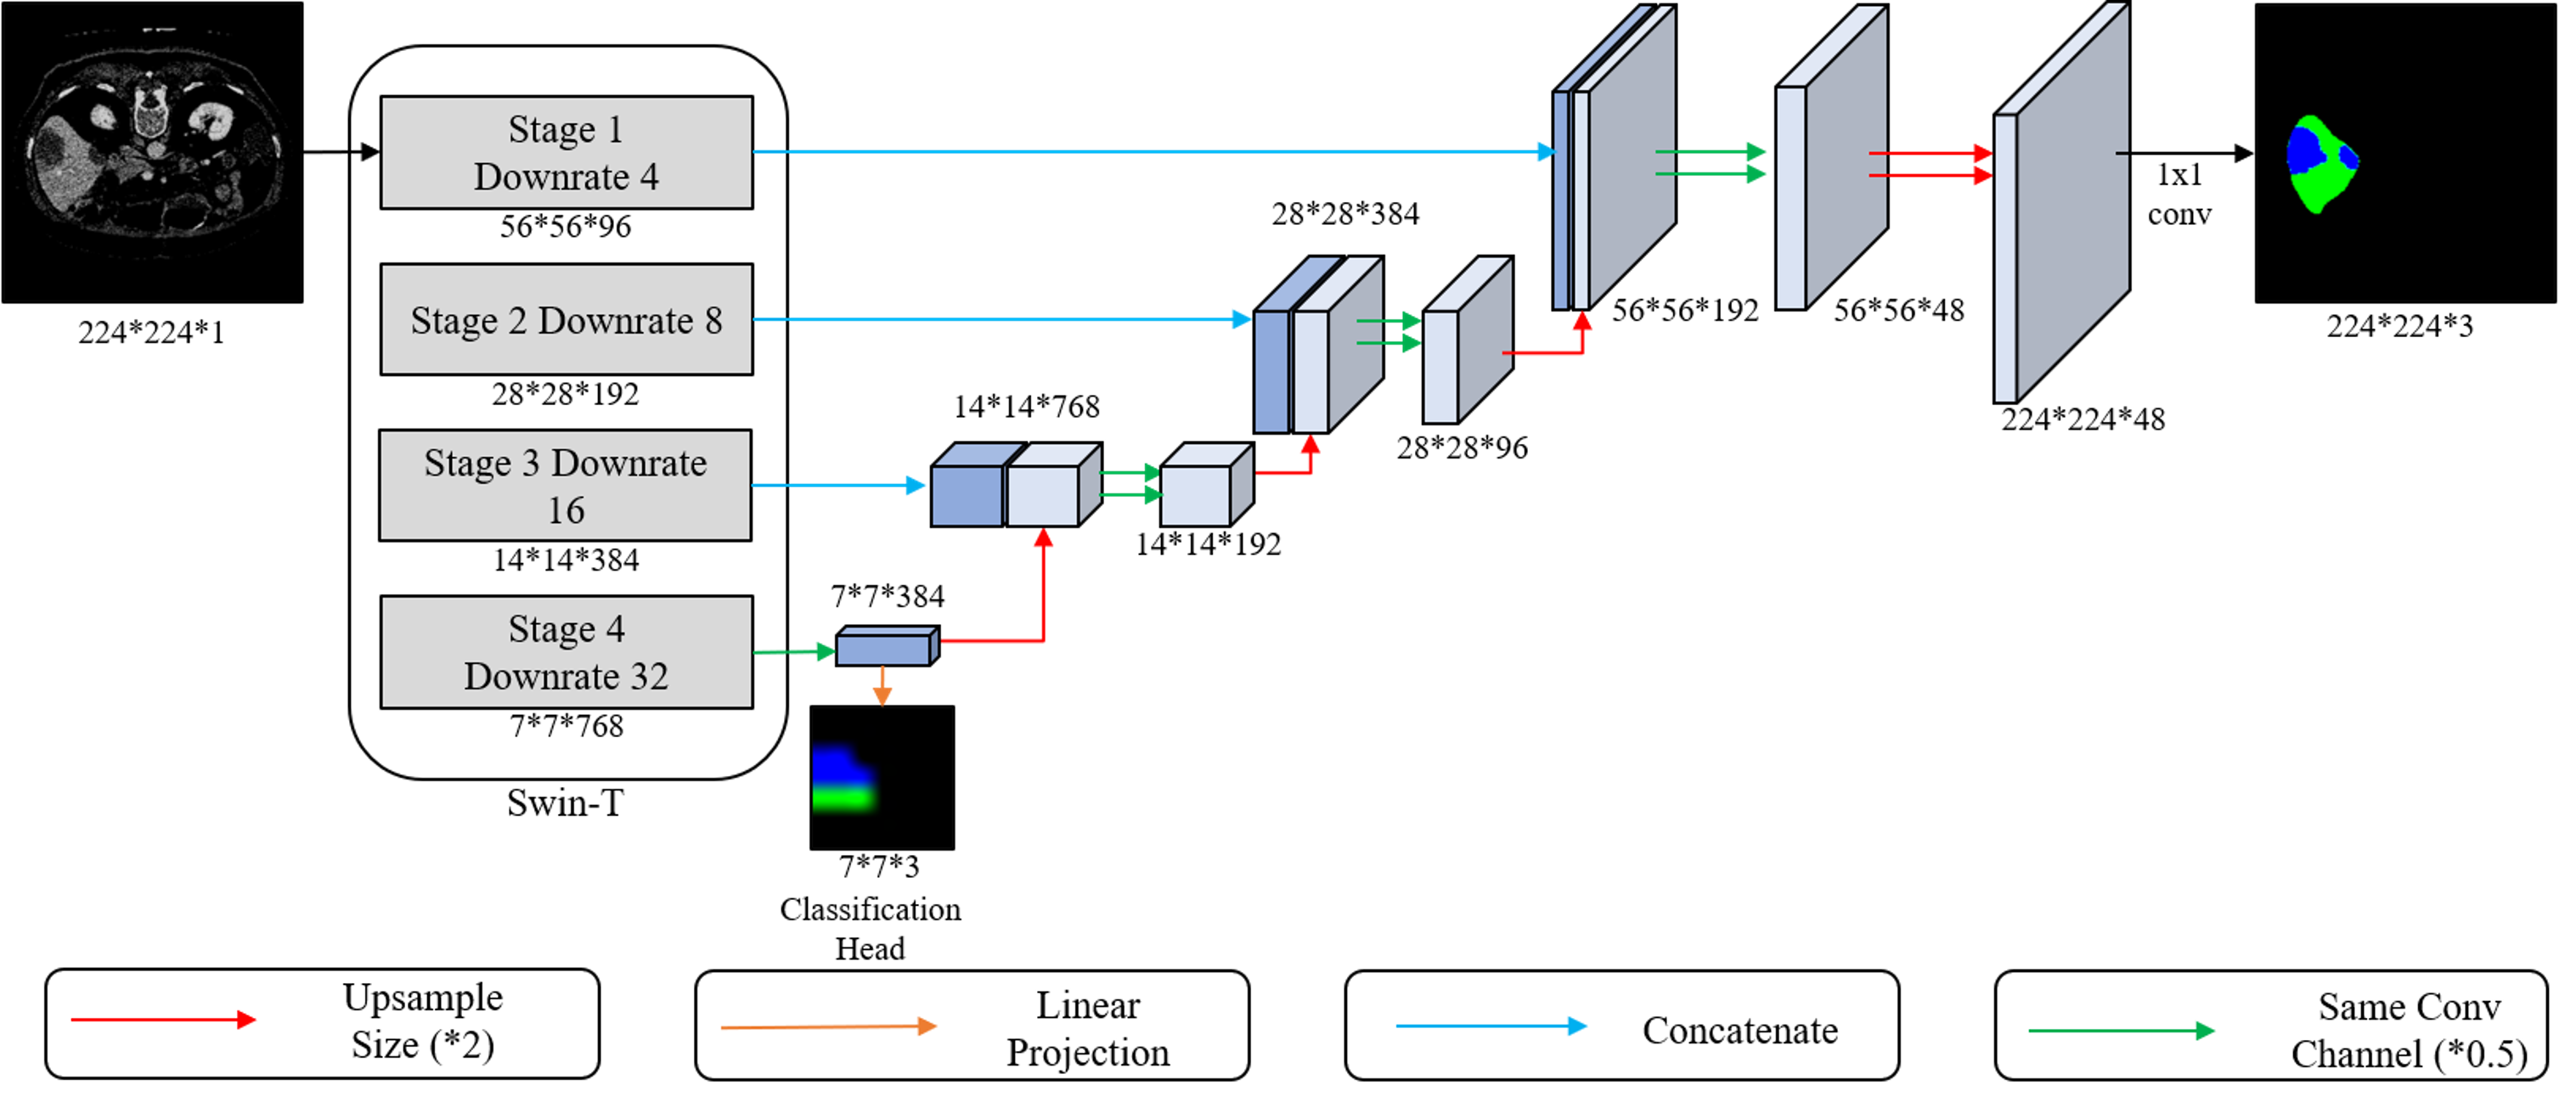 224*224*1
Stage 1
Downrate 4
56*56*96
Stage 2 Downrate 8
28*28*192
Stage 3 Downrate
16
14*14*384
Stage 4
Downrate 32
7*7*768
Swin-T
7*7*384
7*7*3
Classification
Head
14*14*768
14*14*192
28*28*384
28*28*96
56*56*192
56*56*48
224*224*48
1x1
conv
224*224*3
Upsample
Size (*2)
Linear
Projection
Concatenate
Same Conv
Channel (*0.5)